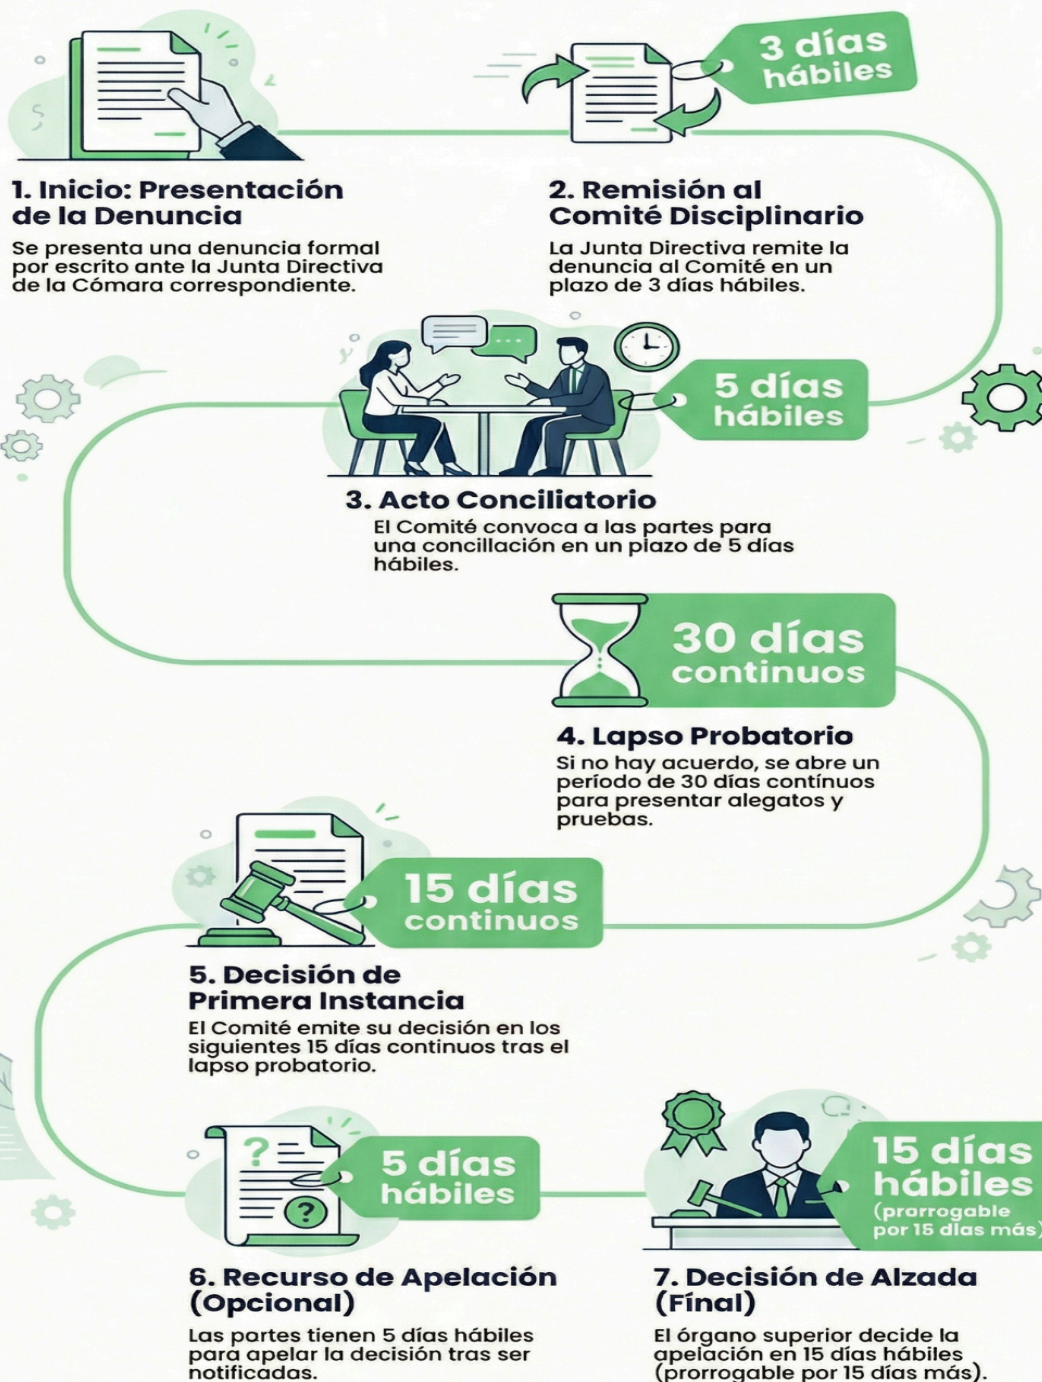 3 días
hábiles
1. Inicio: Presentación
de la Denuncia
Se presenta una denuncia formal
por escrito ante la Junta Directiva
de la Cómara correspondiente.
2. Remisión al
Comité Disciplinario
La Junta Directiva remite la
denuncia al Comité en un
plazo de 3 días hábiles.
5 días
hábiles
3. Acto Conciliatorio
El Comité convoca a las partes para
una concillación en un plazo de 5 días
hábiles.
30 días
continuos
4. Lapso Probatorio
Si no hay acuerdo, se abre un
período de 30 días contínuos
para presentar alegatos y
pruebas.
15 días
continuos
5. Decisión de
Primera Instancia
El Comité emite su decisión en los
siguientes 15 días continuos tras el
lapso probatorio.
?
?
5 días
hábiles
6. Recurso de Apelación
(Opcional)
Las partes tienen 5 días hábiles
para apelar la decisión tras ser
notificadas.
15 días
hábiles
(prorrogable
por 15 dlas más)
7. Decisión de Alzada
(Fínal)
El órgano superior decide la
apelación en 15 días hábiles
(prorrogable por 15 días más).